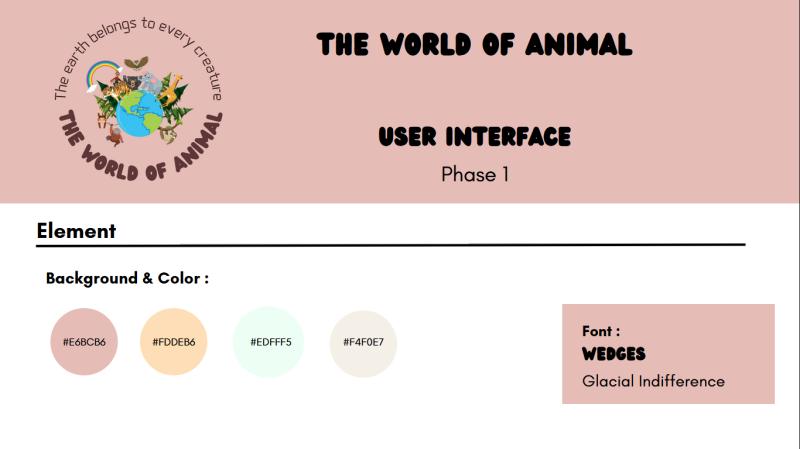 The earth belongs to every creature
THE WORLD OF ANIMAL
THE WORLD OF ANIMAL
USER INTERFACE
Phase 1
Element
Background & Color :
#E6BCB6
#FDDEB6
#EDFFF5
#F4F0E7
Font :
WEDGES
Glacial Indifference